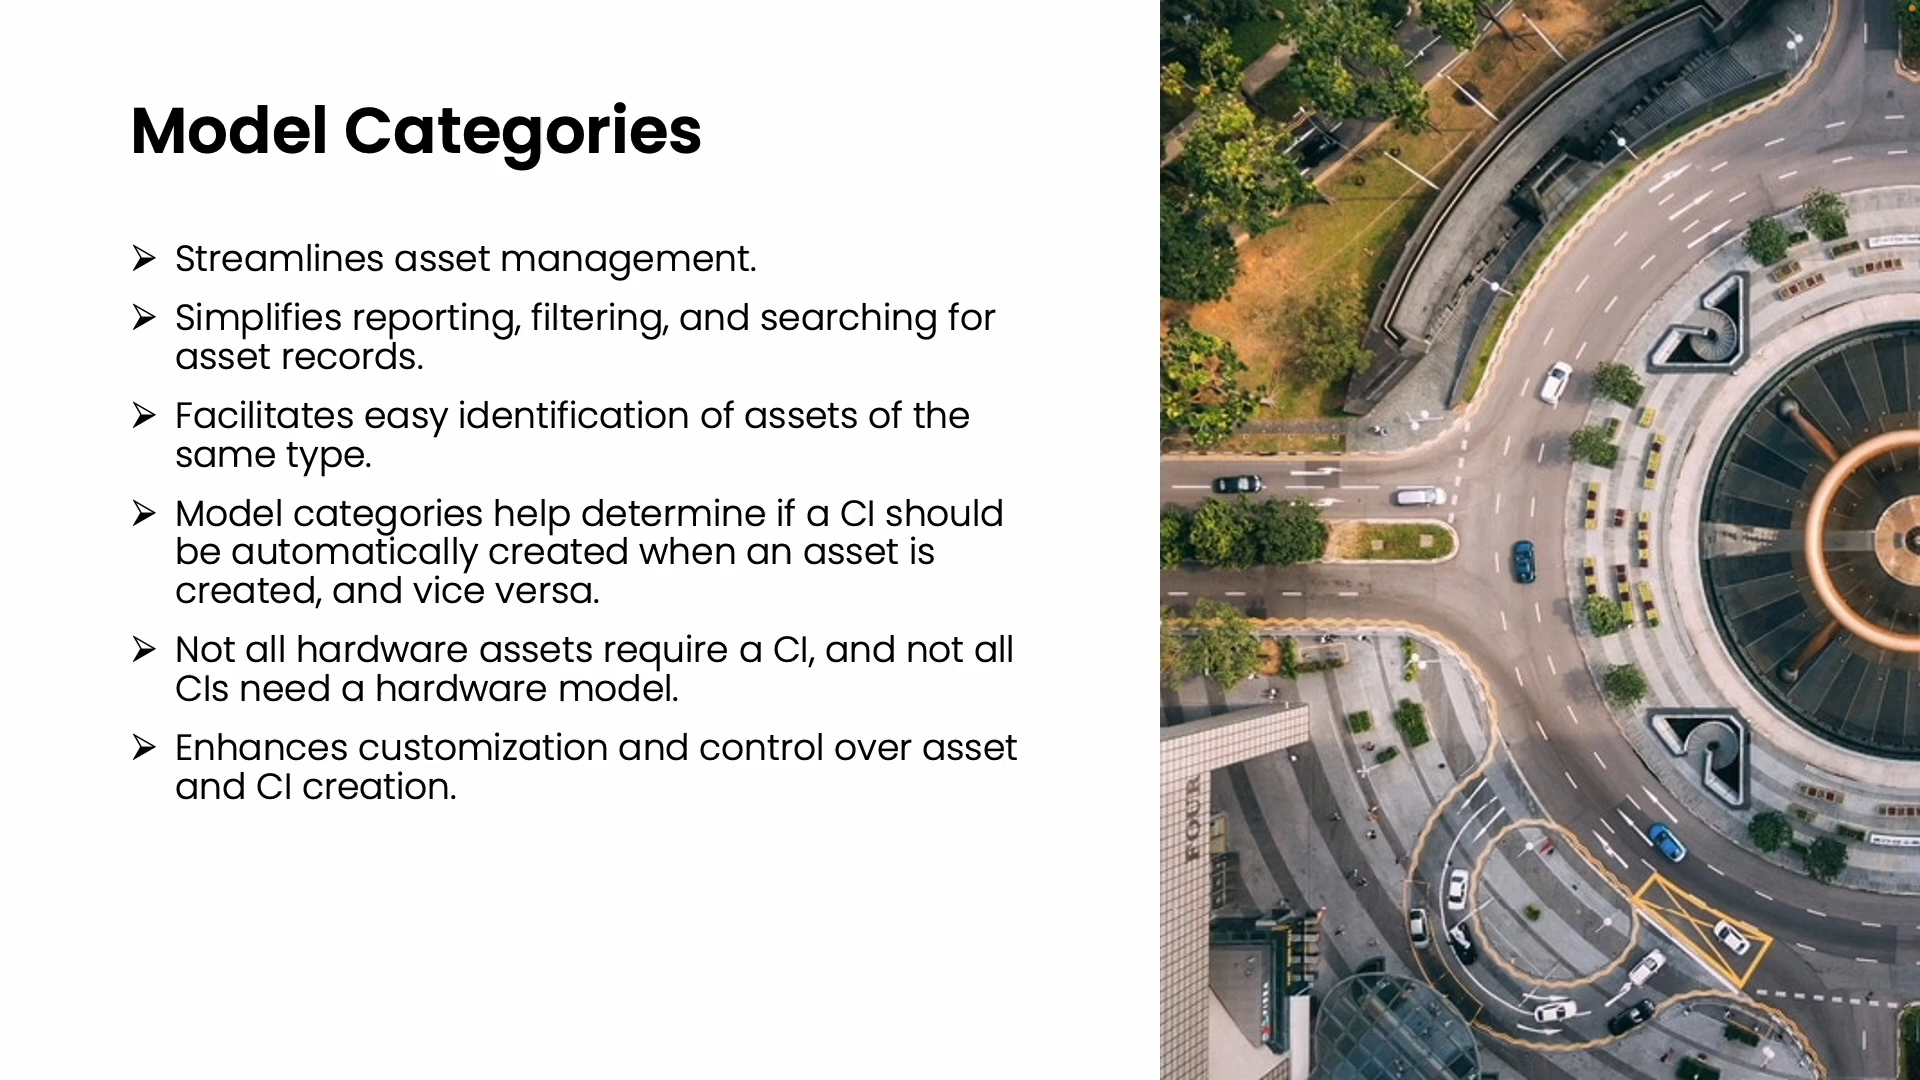 Model Categories
➢ Streamlines asset management.
➢ Simplifies reporting, filtering, and searching for
asset records.
➢ Facilitates easy identification of assets of the
same type.
➢ Model categories help determine if a CI should
be automatically created when an asset is
created, and vice versa.
➢ Not all hardware assets require a CI, and not all
CIs need a hardware model.
➢ Enhances customization and control over asset
and CI creation.
FOUR